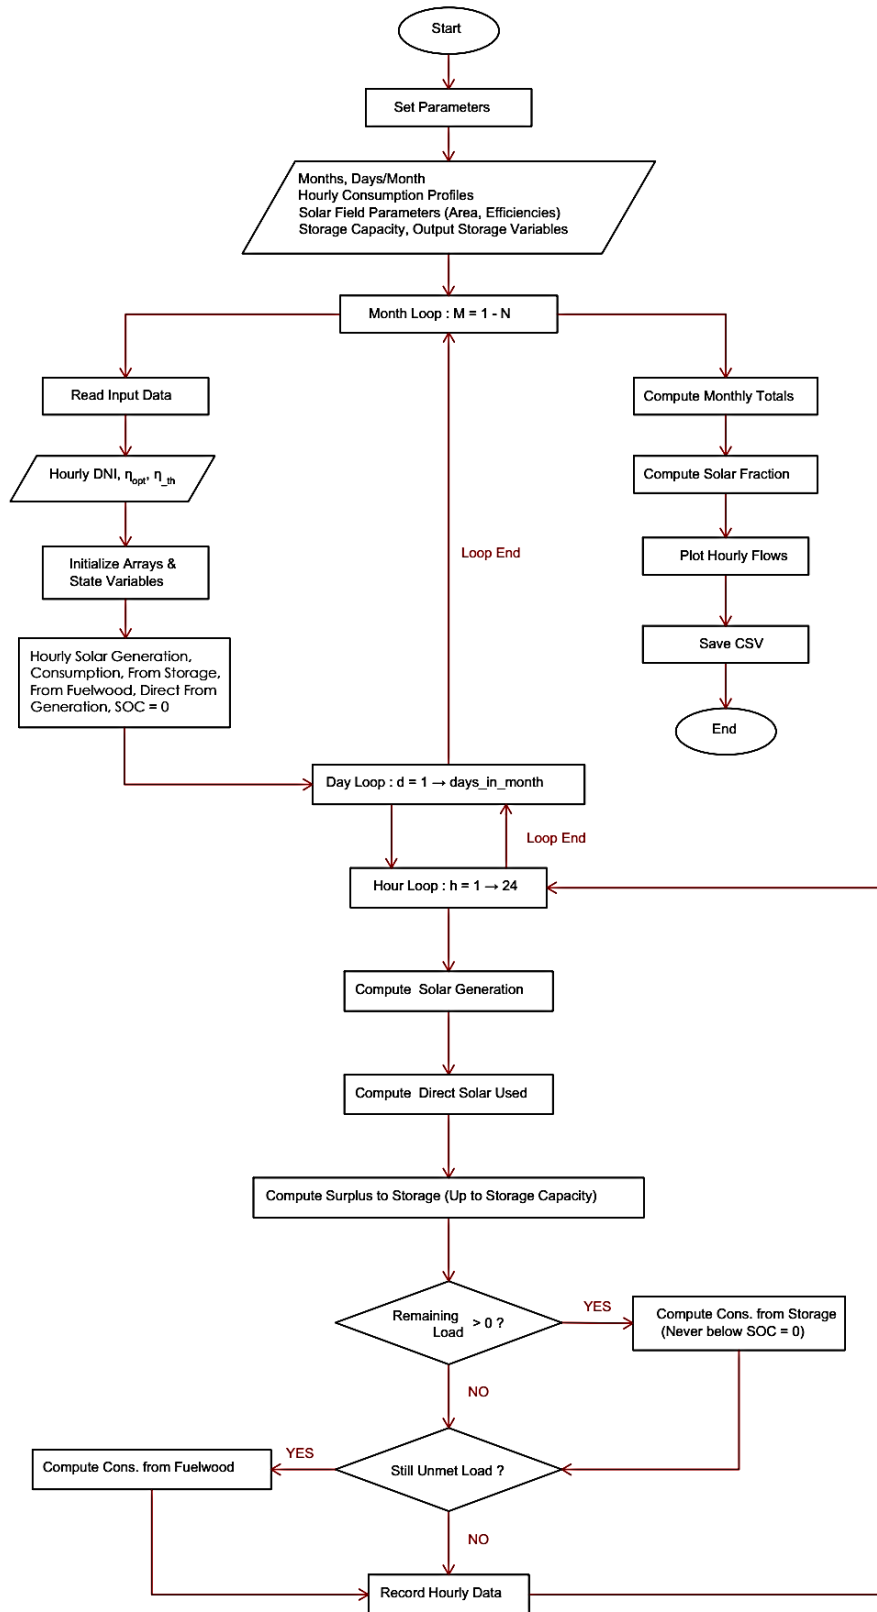 Start
Set Parameters
Months, Days/Month
Hourly Consumption Profiles
Solar Field Parameters (Area, Efficiencies)
Storage Capacity, Output Storage Variables
Month Loop : M = 1 - N
Read Input Data
Compute Monthly Totals
Hourly DNI, η_opt, η__th
Compute Solar Fraction
Initialize Arrays &
State Variables
Loop End
Plot Hourly Flows
Hourly Solar Generation,
Consumption, From Storage,
From Fuelwood, Direct From
Generation, SOC = 0
Save CSV
End
Day Loop : d = 1 → days_in_month
Loop End
Hour Loop : h = 1 → 24
Compute Solar Generation
Compute Direct Solar Used
Compute Surplus to Storage (Up to Storage Capacity)
Remaining
Load > 0 ?
YES
Compute Cons. from Storage
(Never below SOC = 0)
NO
Still Unmet Load ?
YES
Compute Cons. from Fuelwood
NO
Record Hourly Data